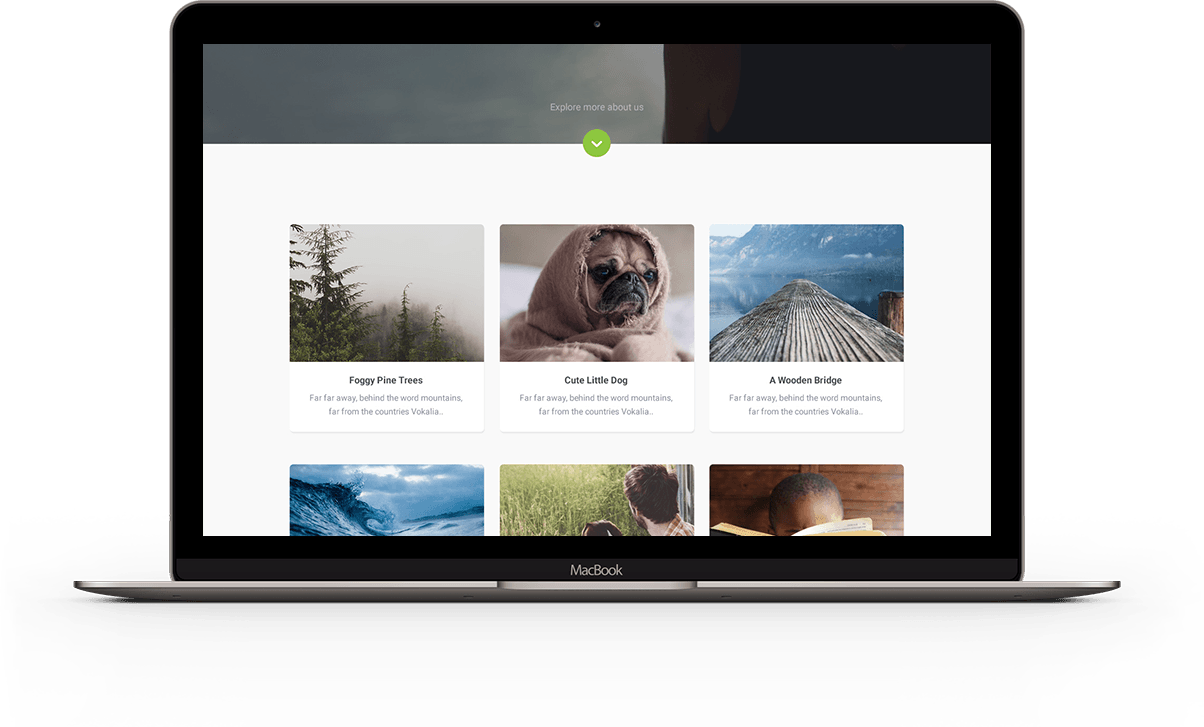 Explore more about us
Foggy Pine Trees
Far far away, behind the word mountains,
far from the countries Vokalia..
Cute Little Dog
Far far away, behind the word mountains,
far from the countries Vokalia..
A Wooden Bridge
Far far away, behind the word mountains,
far from the countries Vokalia..
MacBook